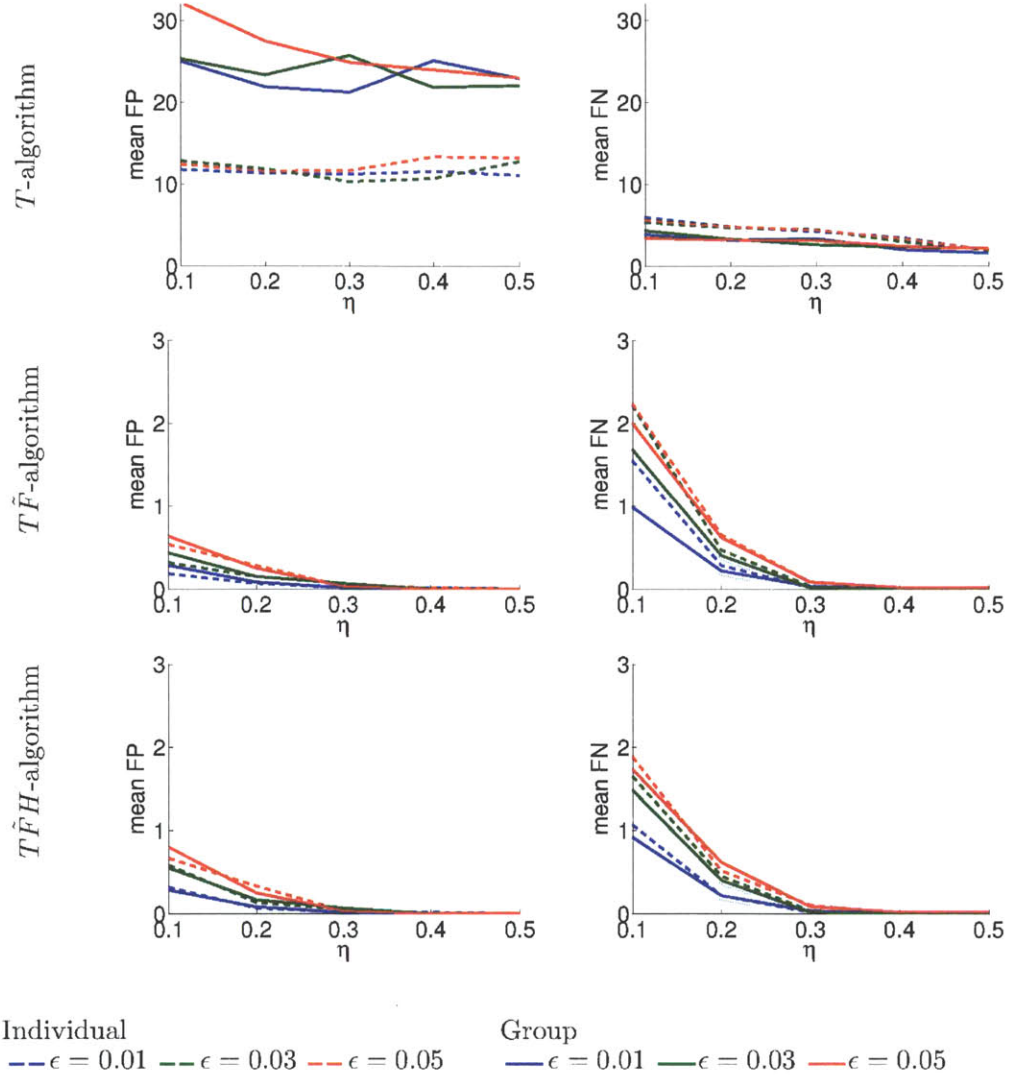 T-algorithm
mean FP
30
20
10
0
0.1 0.2 0.3 0.4 0.5
η
mean FN
30
20
10
0
0.1 0.2 0.3 0.4 0.5
η
TF̃-algorithm
mean FP
3
2
1
0
0.1 0.2 0.3 0.4 0.5
η
mean FN
3
2
1
0
0.1 0.2 0.3 0.4 0.5
η
TF̃H-algorithm
mean FP
3
2
1
0
0.1 0.2 0.3 0.4 0.5
η
mean FN
3
2
1
0
0.1 0.2 0.3 0.4 0.5
η
Individual
ϵ = 0.01 ϵ = 0.03 ϵ = 0.05
Group
ϵ = 0.01 ϵ = 0.03 ϵ = 0.05